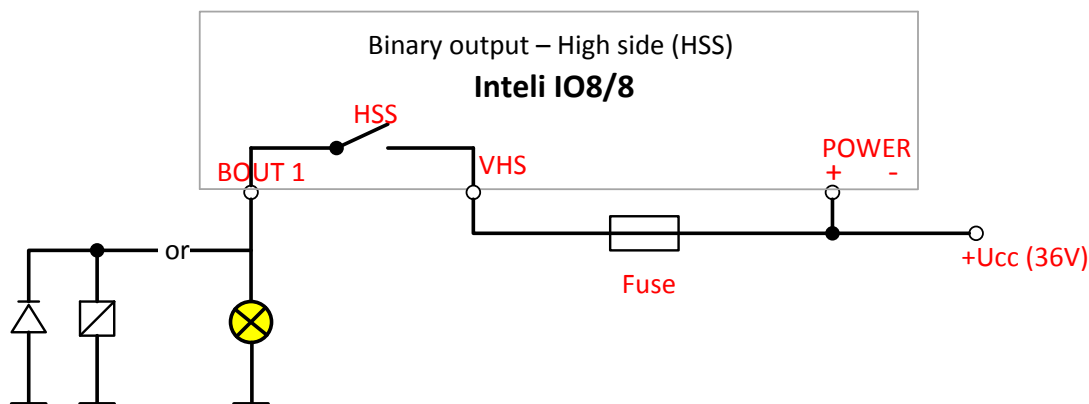 Binary output – High side (HSS)
Inteli IO8/8
HSS
BOUT 1
VHS
POWER
+ -
or
+Ucc (36V)
Fuse